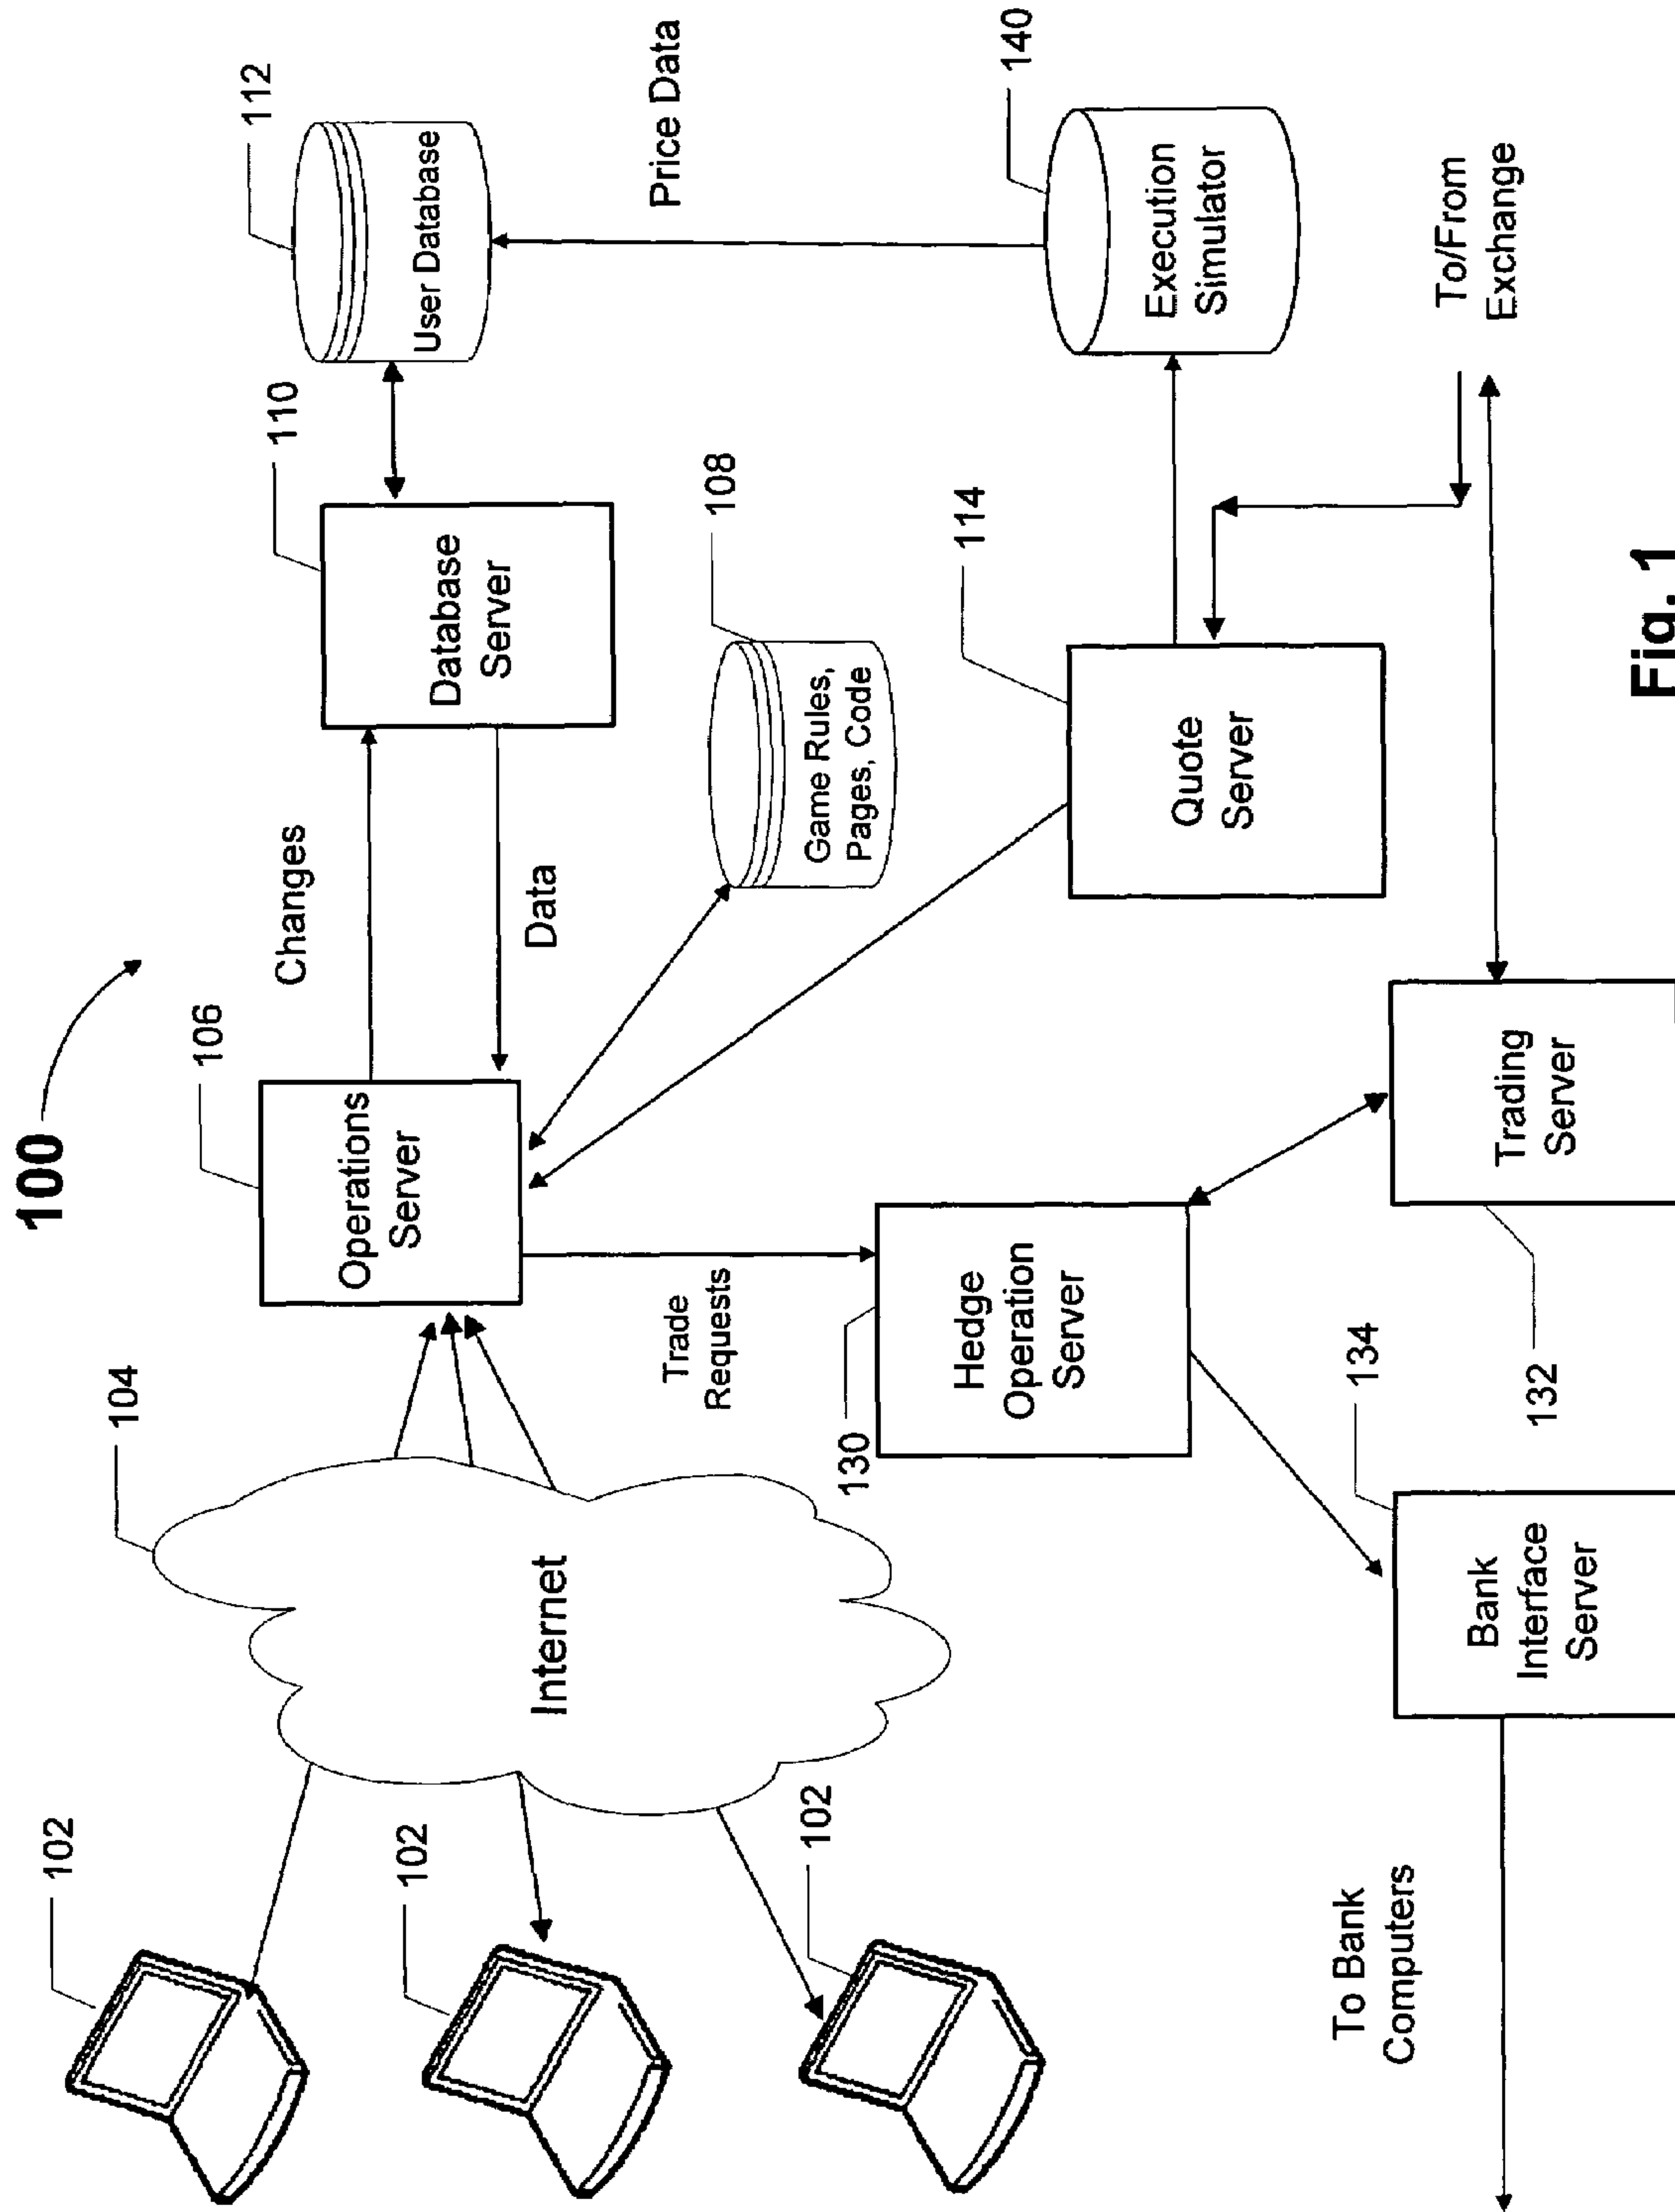 100
102
102
102
104
Internet
106
Operations
Server
Changes
Data
110
Database
Server
112
User Database
Price Data
108
Game Rules,
Pages, Code
114
Quote
Server
140
Execution
Simulator
To/From
Exchange
Trade
Requests
130
Hedge
Operation
Server
132
Trading
Server
134
Bank
Interface
Server
To Bank
Computers
Fig. 1